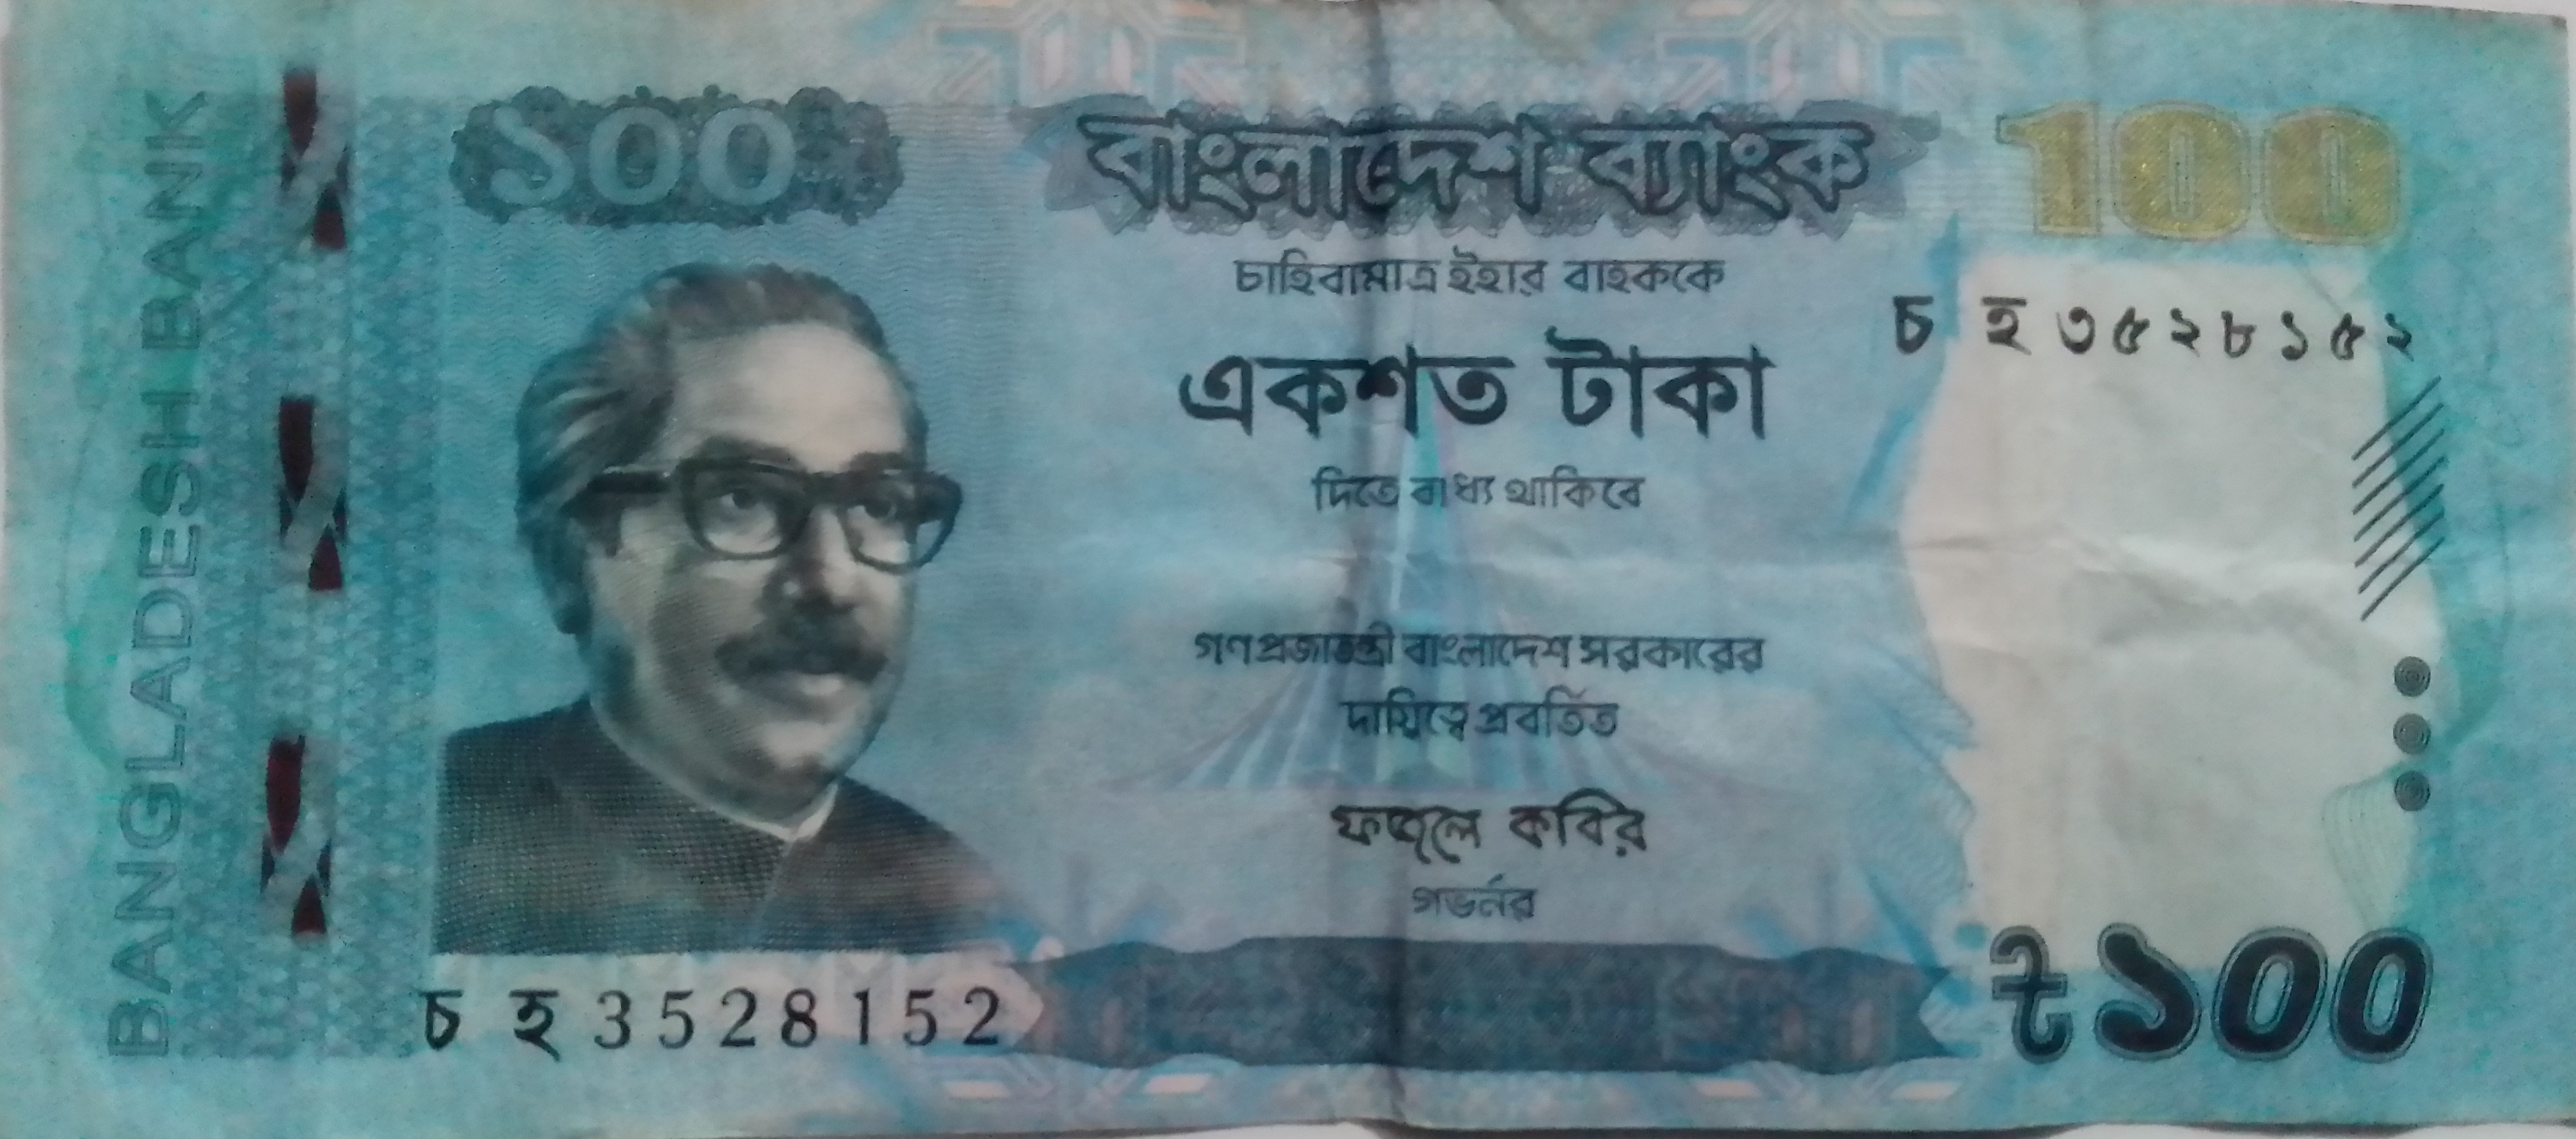 BANGLADESH BANK
১০০
বাংলাদেশ ব্যাংক
100
চাহিবামাত্র ইহার বাহককে
চ হ ৩৫২৮১৫২
একশত টাকা
দিতে বাধ্য থাকিবে
গণপ্রজাতন্ত্রী বাংলাদেশ সরকারের
দায়িত্বে প্রবর্তিত
ফজলে কবির
গভর্নর
চ হ 3528152
৳১০০